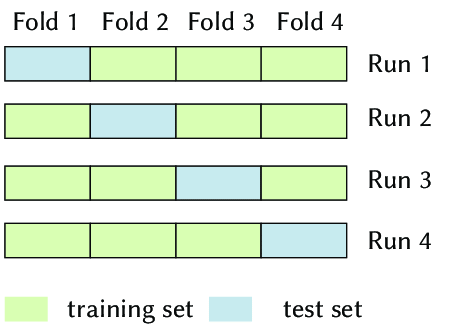 Fold 1 Fold 2 Fold 3 Fold 4
Run 1
Run 2
Run 3
Run 4
training set test set